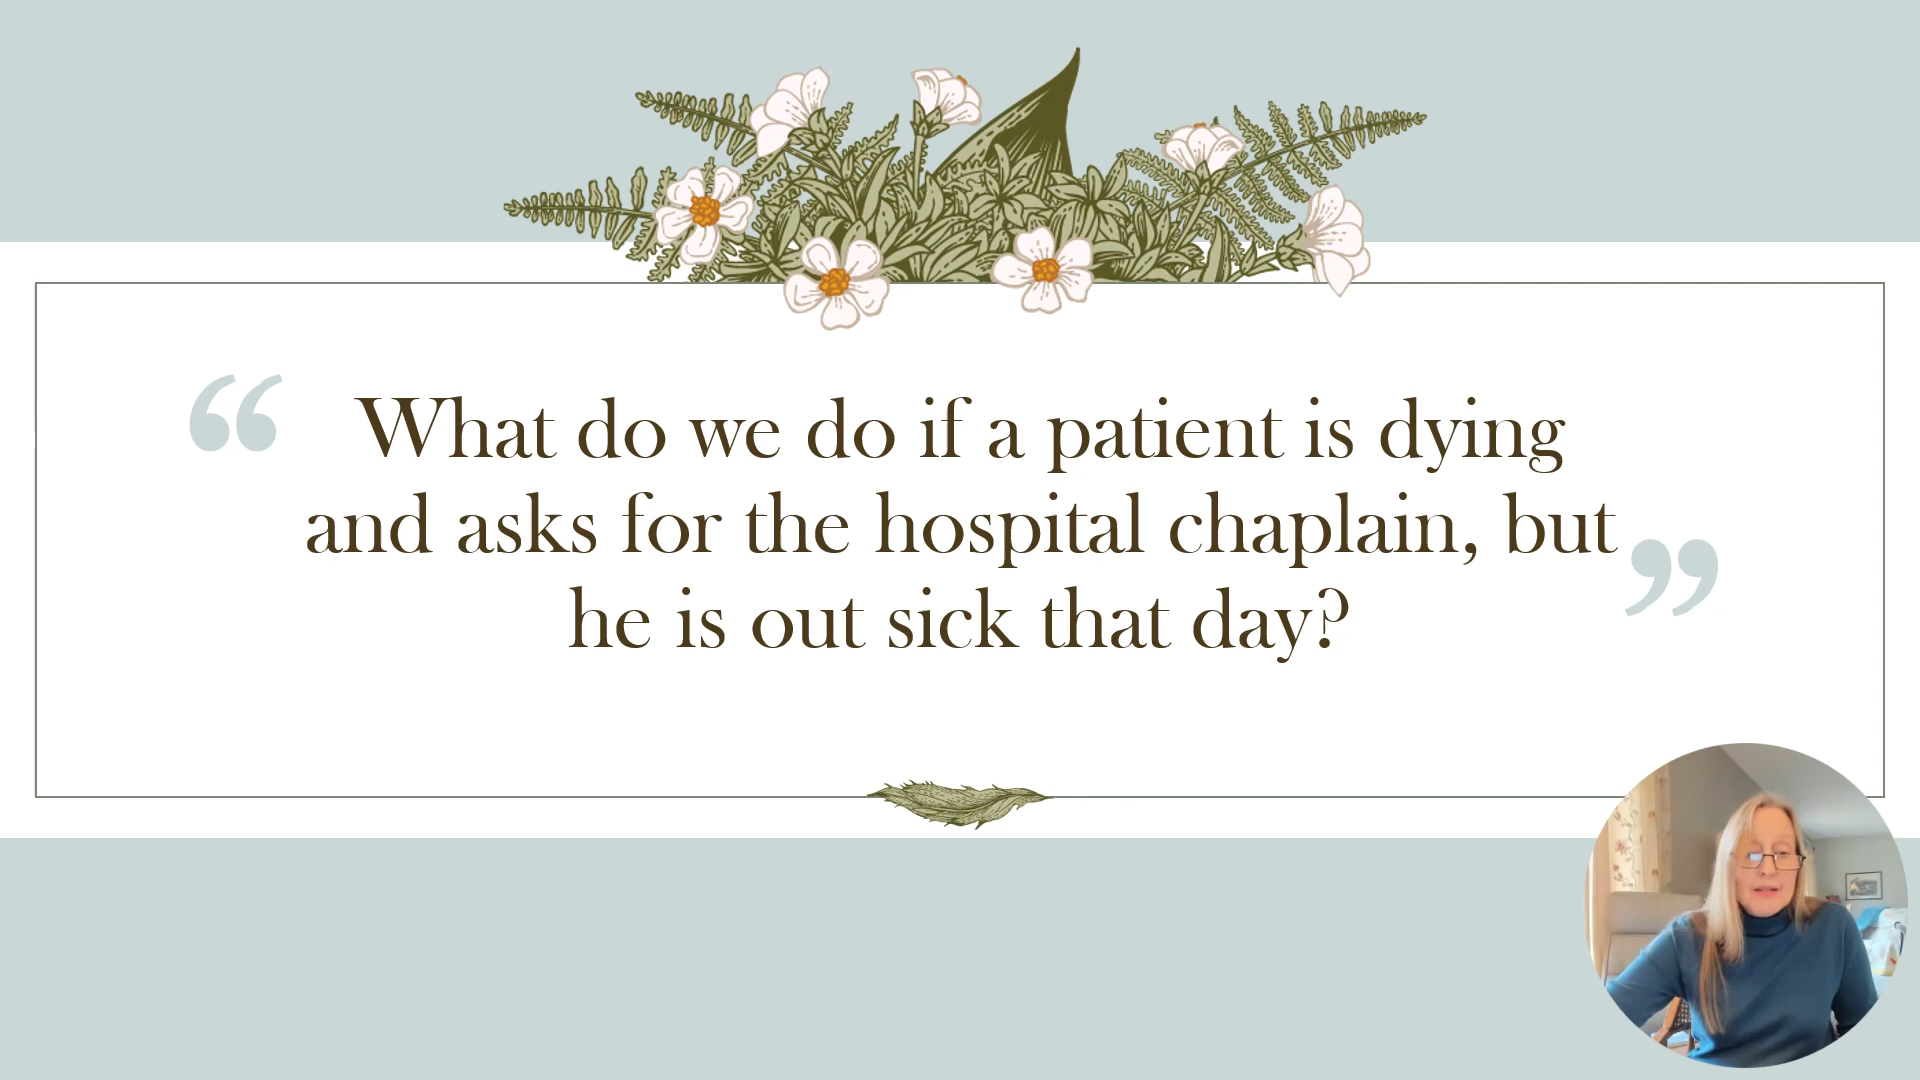 “What do we do if a patient is dying
and asks for the hospital chaplain, but
he is out sick that day?”